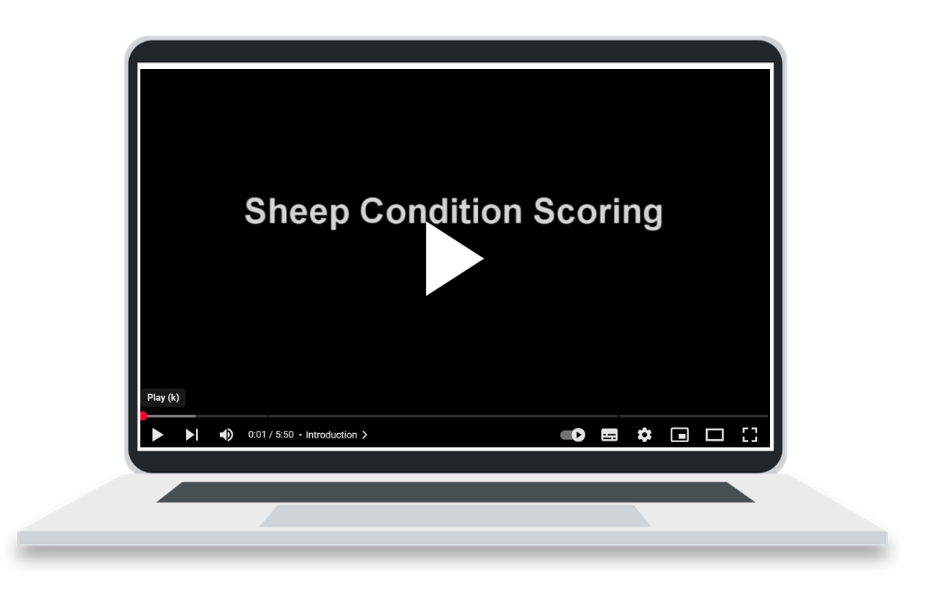 Sheep Condition Scoring
Play (k)
0:01 / 5:50 • Introduction >